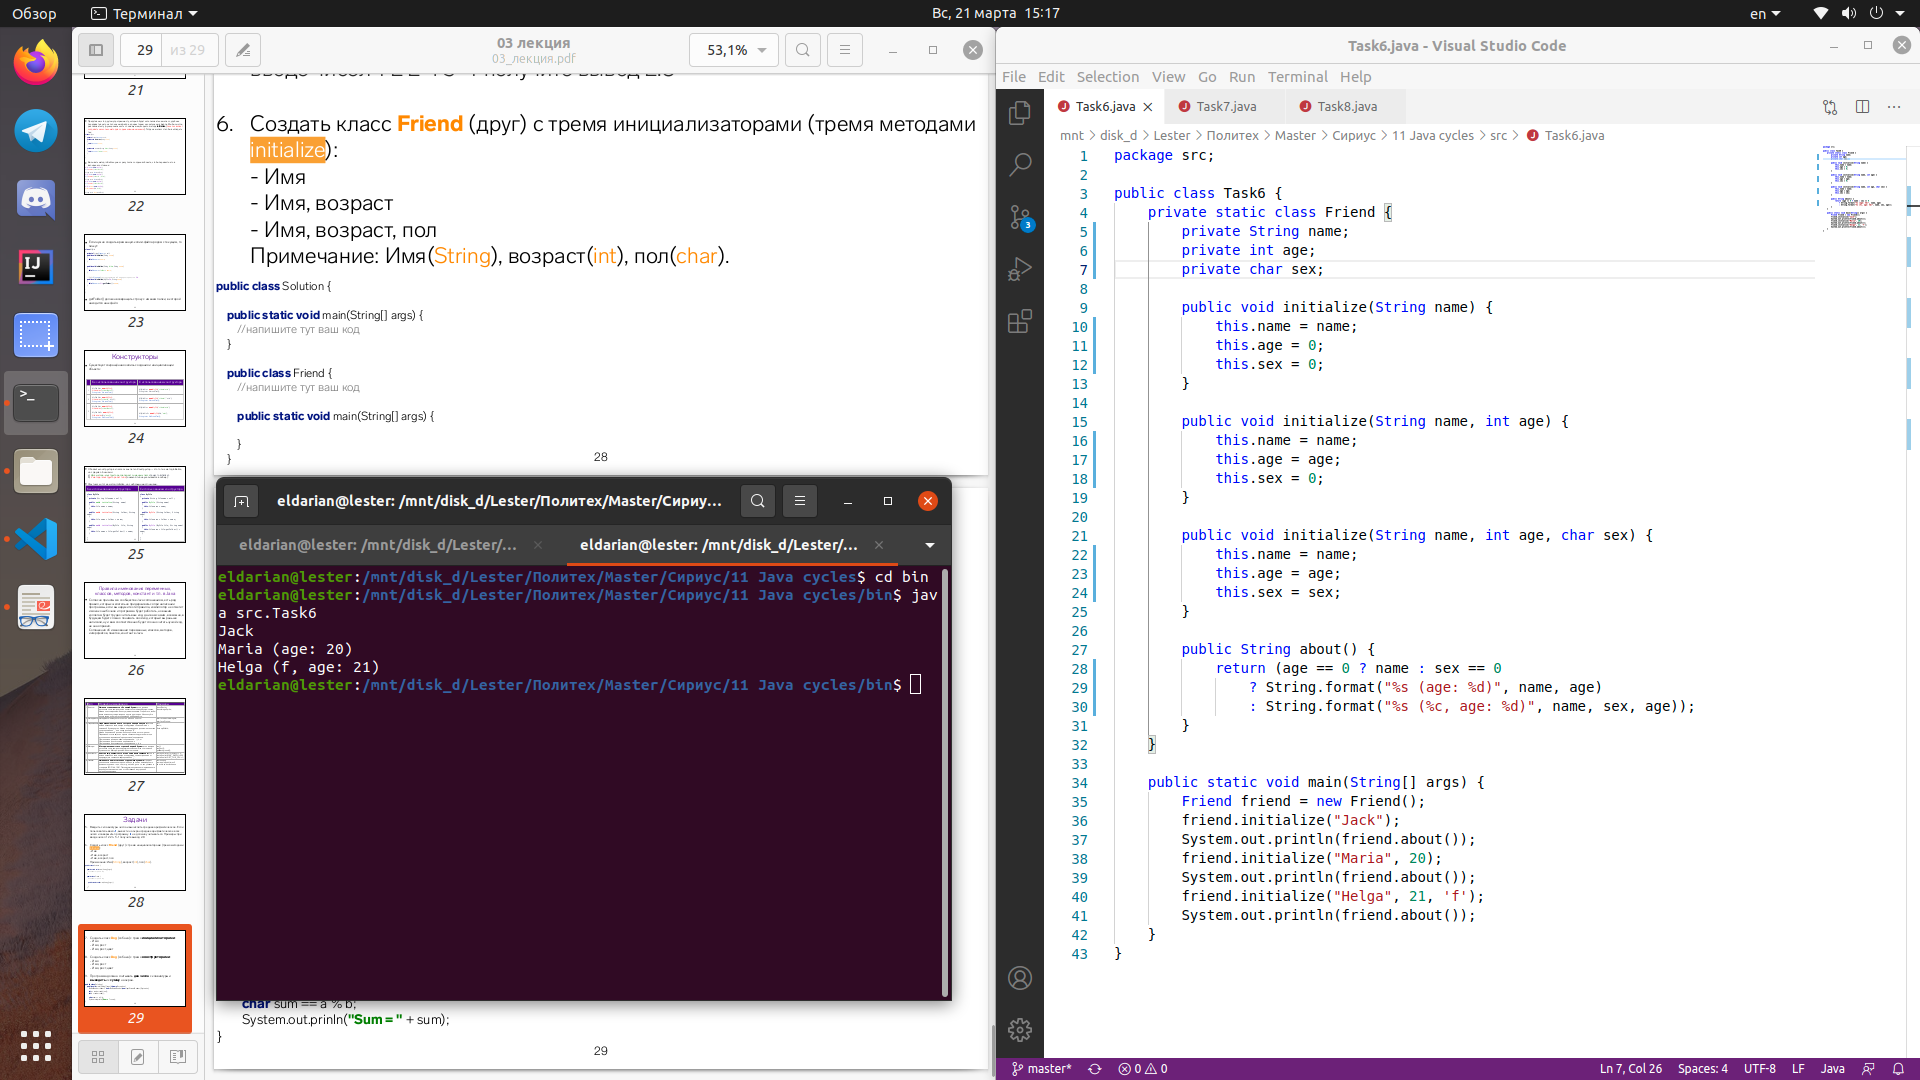 Обзор
Терминал
Вс, 21 марта 15:17
en
29
из 29
03 лекция
03_лекция.pdf
53,1%
21
22
23
Конструкторы
24
25
26
27
Задачи
28
29
6. Создать класс Friend (друг) с тремя инициализаторами (тремя методами
initialize):
- Имя
- Имя, возраст
- Имя, возраст, пол
Примечание: Имя(String), возраст(int), пол(char).
public class Solution {
public static void main(String[] args) {
//напишите тут ваш код
}
public class Friend {
//напишите тут ваш код
public static void main(String[] args) {
}
}
28
eldarian@lester: /mnt/disk_d/Lester/Политех/Master/Сириу...
eldarian@lester: /mnt/disk_d/Lester/...
eldarian@lester: /mnt/disk_d/Lester/...
eldarian@lester:/mnt/disk_d/Lester/Политех/Master/Сириус/11 Java cycles$ cd bin
eldarian@lester:/mnt/disk_d/Lester/Политех/Master/Сириус/11 Java cycles/bin$ jav
a src.Task6
Jack
Maria (age: 20)
Helga (f, age: 21)
eldarian@lester:/mnt/disk_d/Lester/Политех/Master/Сириус/11 Java cycles/bin$
char sum == a % b;
System.out.prinln("Sum = " + sum);
}
29
Task6.java - Visual Studio Code
File Edit Selection View Go Run Terminal Help
Task6.java
Task7.java
Task8.java
mnt > disk_d > Lester > Политех > Master > Сириус > 11 Java cycles > src > Task6.java
3
1 package src;
2
3 public class Task6 {
4 private static class Friend {
5 private String name;
6 private int age;
7 private char sex;
8
9 public void initialize(String name) {
10 this.name = name;
11 this.age = 0;
12 this.sex = 0;
13 }
14
15 public void initialize(String name, int age) {
16 this.name = name;
17 this.age = age;
18 this.sex = 0;
19 }
20
21 public void initialize(String name, int age, char sex) {
22 this.name = name;
23 this.age = age;
24 this.sex = sex;
25 }
26
27 public String about() {
28 return (age == 0 ? name : sex == 0
29 ? String.format("%s (age: %d)", name, age)
30 : String.format("%s (%c, age: %d)", name, sex, age));
31 }
32 }
33
34 public static void main(String[] args) {
35 Friend friend = new Friend();
36 friend.initialize("Jack");
37 System.out.println(friend.about());
38 friend.initialize("Maria", 20);
39 System.out.println(friend.about());
40 friend.initialize("Helga", 21, 'f');
41 System.out.println(friend.about());
42 }
43 }
master*
0 0
Ln 7, Col 26
Spaces: 4
UTF-8
LF
Java